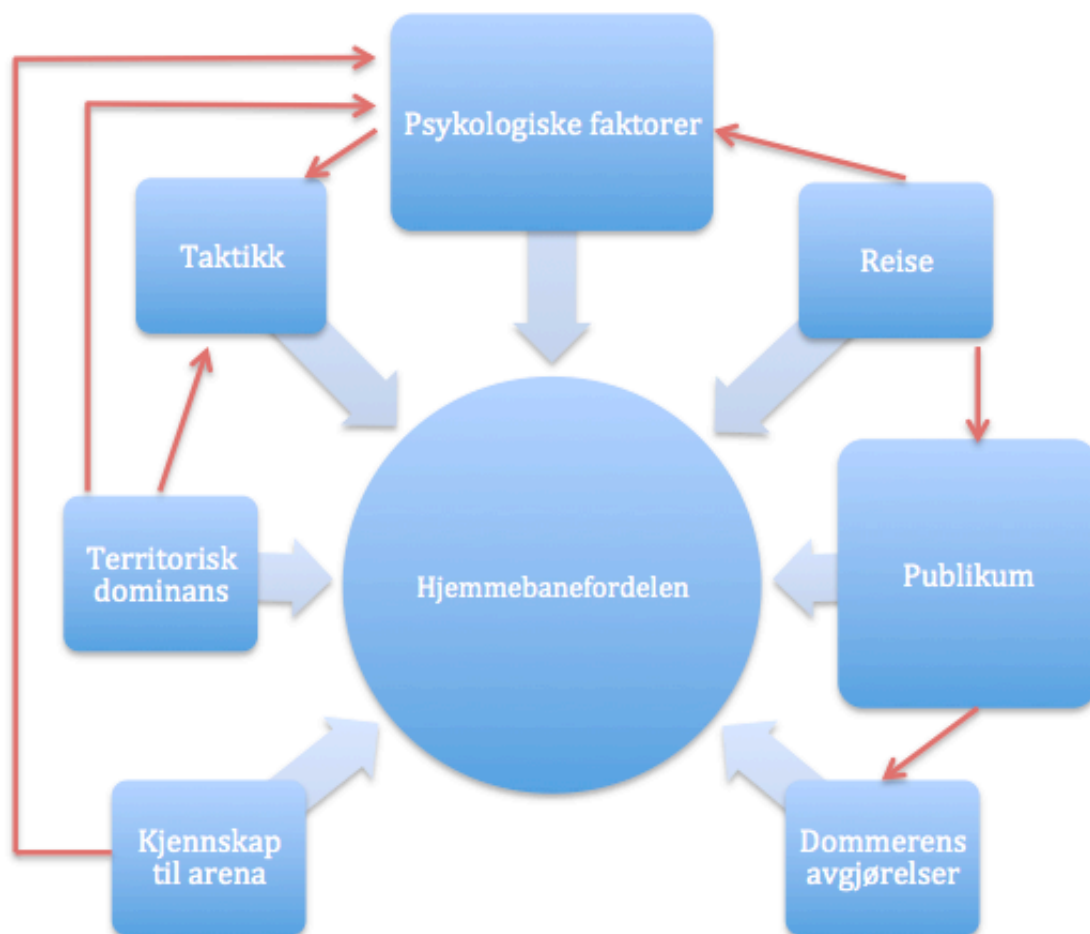 Psykologiske faktorer
Taktikk
Reise
Territorisk
dominans
Hjemmebanefordelen
Publikum
Kjennskap
til arena
Dommerens
avgjørelser